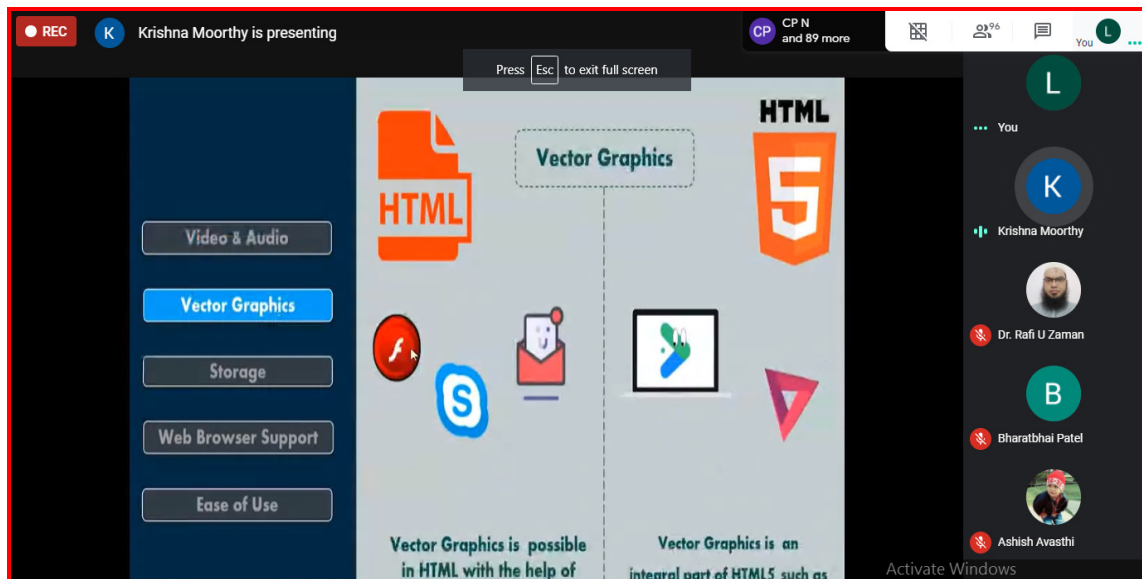 REC
K
Krishna Moorthy is presenting
CP
CP N
and 89 more
96
You
L
Press Esc to exit full screen
L
You
K
Krishna Moorthy
Dr. Rafi U Zaman
B
Bharatbhai Patel
Ashish Avasthi
Video & Audio
Vector Graphics
Storage
Web Browser Support
Ease of Use
HTML
Vector Graphics
HTML
5
f
S
Vector Graphics is possible
in HTML with the help of
Vector Graphics is an
integral part of HTML5 such as
Activate Windows